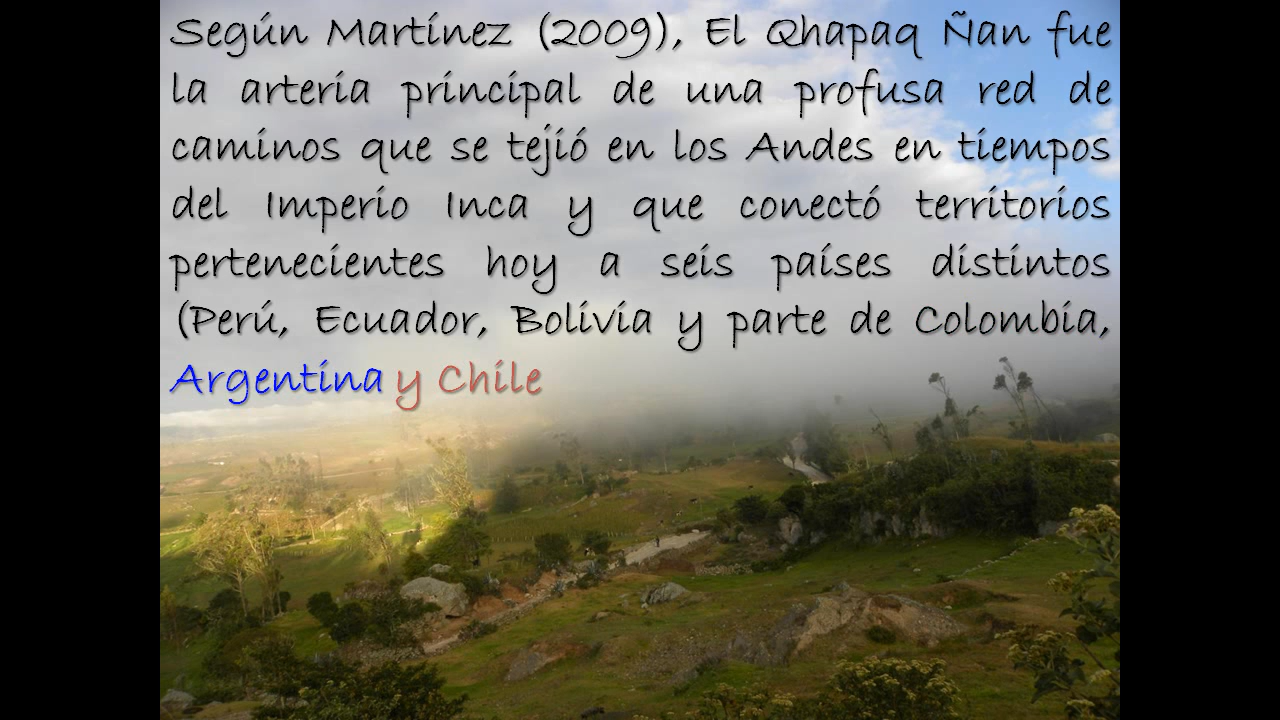 Según Martínez (2009), El Qhapaq Ñan fue
la arteria principal de una profusa red de
caminos que se tejió en los Andes en tiempos
del Imperio Inca y que conectó territorios
pertenecientes hoy a seis países distintos
(Perú, Ecuador, Bolivia y parte de Colombia,
Argentina y Chile